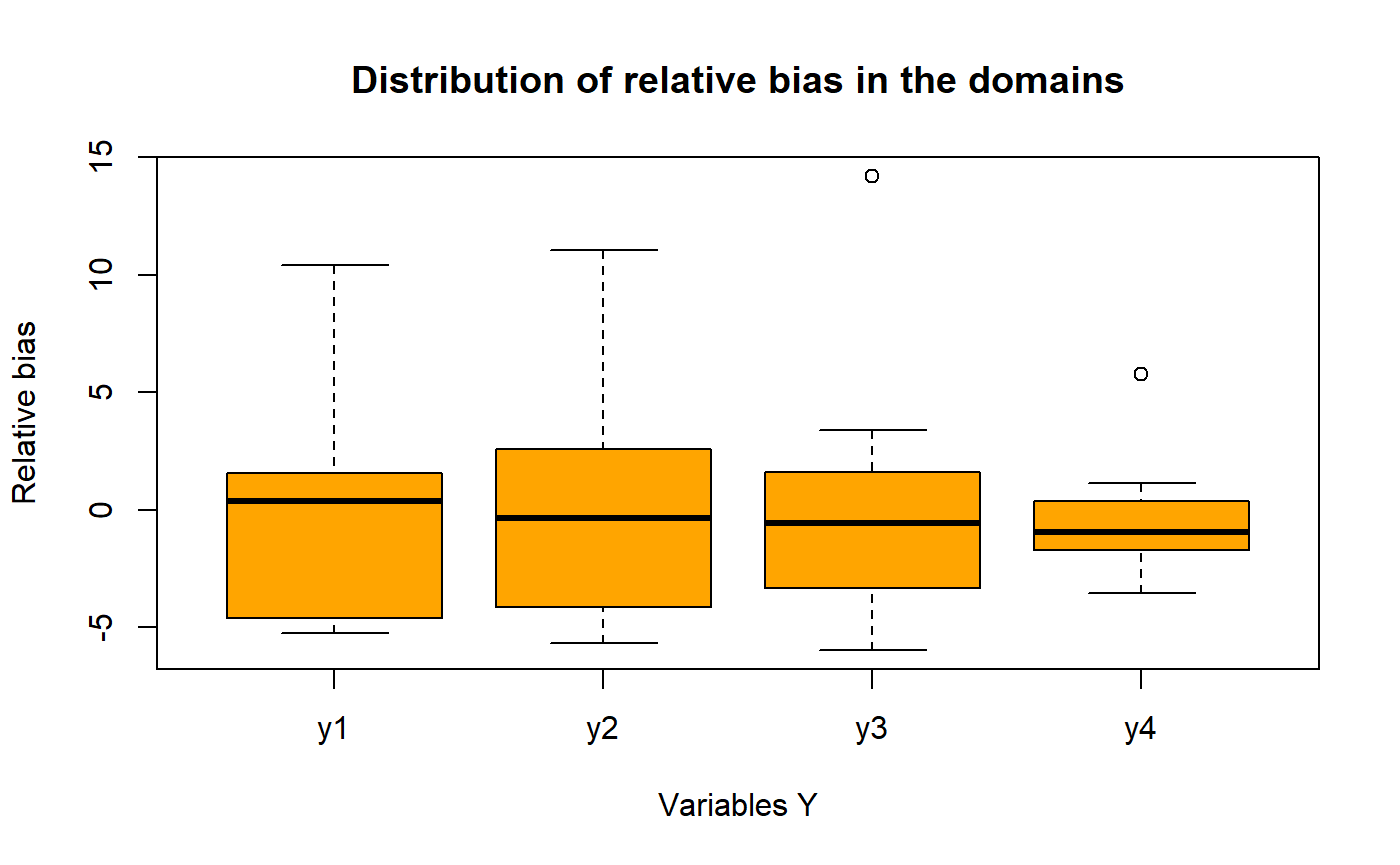 Distribution of relative bias in the domains
15
10
5
0
-5
Relative bias
y1 y2 y3 y4
Variables Y